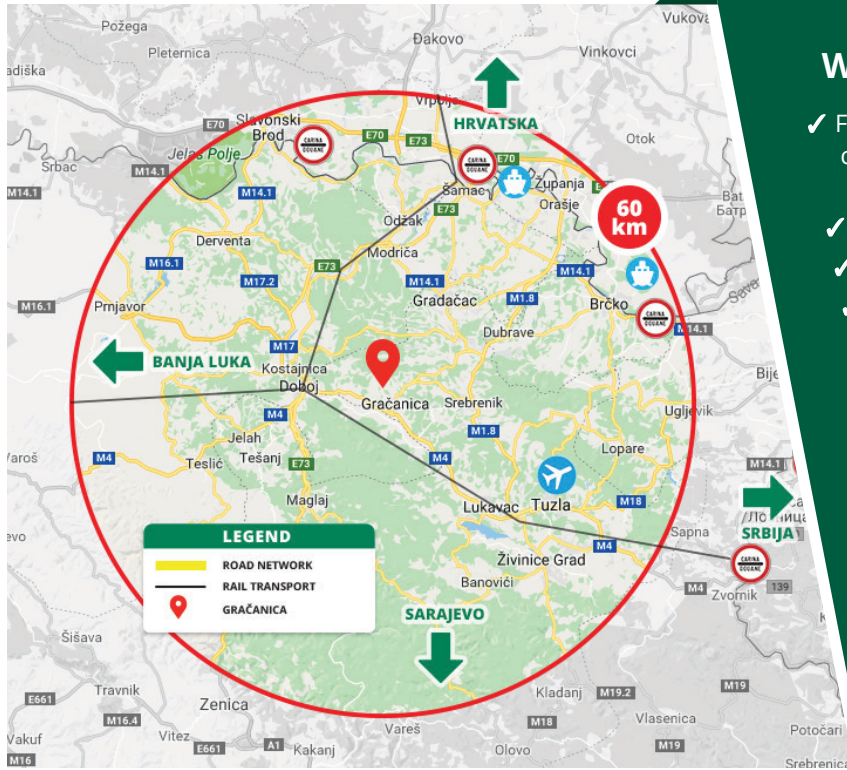 Požega
Vukova
Pleternica
Đakovo
Vinkovci
adiška
W
Vrpolje
HRVATSKA
E70
Slavonski
Brod
E70
E73
E70
CARINA
DOUANE
CARINA
DOUANE
✓ F
Otok
Srbac
Jelas Polje
M14.1
M14.1
M14.1
Šamac
Županja
Orašje
E73
60
km
Odžak
Derventa
Modriča
M16.1
E73
M17.2
M14.1
M14.1
Gradačac
M1.8
Brčko
Sava
M16.1
Prnjavor
CARINA
DOUANE
M14.1
Dubrave
M17
BANJA LUKA
Kostajnica
Doboj
Gračanica
Srebrenik
Bije
Ugljevik
M4
M1.8
Jelah
Tešanj
Teslić
E73
M4
M4
Lopare
M14.1
Maglaj
Lukavac
Tuzla
M18
SRBIJA
Sapna
LEGEND
ROAD NETWORK
RAIL TRANSPORT
GRAČANICA
Živinice Grad
M4
CARINA
DOUANE
M4
139
Zvornik
Banovići
SARAJEVO
Šišava
Travnik
E661
Zenica
Kladanj
M19.2
M19
M16.4
Vitez
E661
A1
Kakanj
Vareš
M18
Olovo
Vlasenica
M19
Potočari
Vakuf
M16
Srebrenica